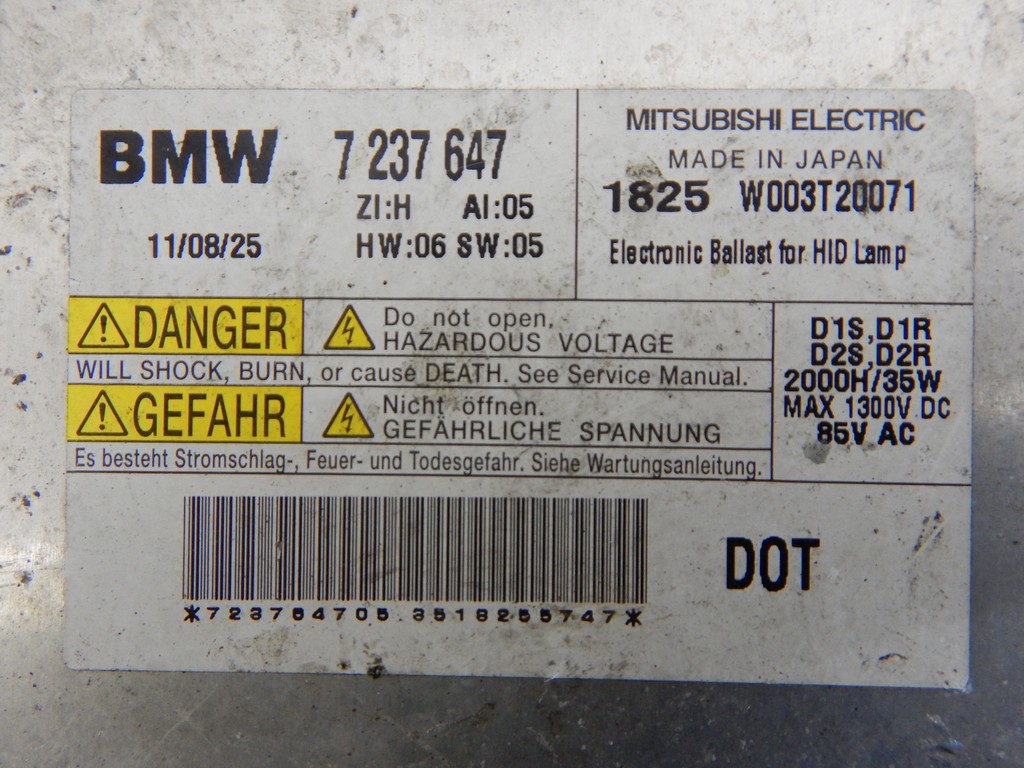 BMW 7 237 647
ZI:H AI:05
11/08/25 HW:06 SW:05
MITSUBISHI ELECTRIC
MADE IN JAPAN
1825 W003T20071
Electronic Ballast for HID Lamp
DANGER
Do not open,
HAZARDOUS VOLTAGE
WILL SHOCK, BURN, or cause DEATH. See Service Manual.
GEFAHR
Nicht öffnen.
GEFÄHRLICHE SPANNUNG
Es besteht Stromschlag-, Feuer- und Todesgefahr. Siehe Wartungsanleitung.
D1S,D1R
D2S,D2R
2000H/35W
MAX 1300V DC
85V AC
*723764705.3518255747*
DOT